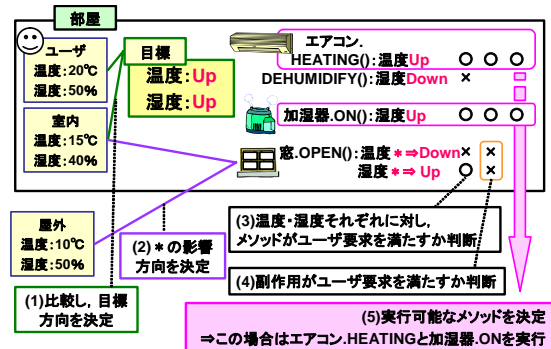 部屋
ユーザ
温度:20℃
湿度:50%
目標
温度:Up
湿度:Up
エアコン.
HEATING():温度Up ○ ○ ○
DEHUMIDIFY():湿度Down ×
加湿器.ON():湿度Up ○ ○ ○
窓.OPEN():温度 *⇒Down× ×
湿度 *⇒ Up ○ ×
室内
温度:15℃
湿度:40%
屋外
温度:10℃
湿度:50%
(1)比較し,目標
方向を決定
(2)*の影響
方向を決定
(3)温度・湿度それぞれに対し,
メソッドがユーザ要求を満たすか判断
(4)副作用がユーザ要求を満たすか判断
(5)実行可能なメソッドを決定
⇒この場合はエアコン.HEATINGと加湿器.ONを実行